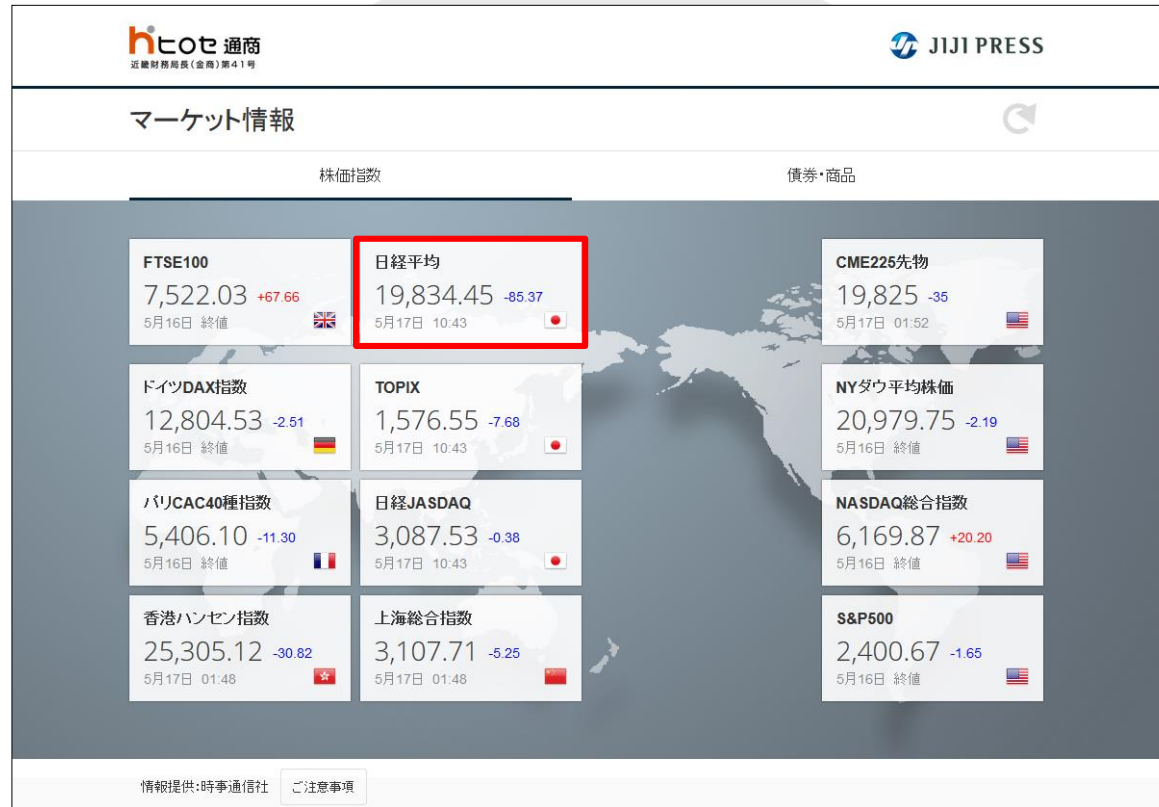 ヒロセ通商
近畿財務局長(金商)第41号
JIJI PRESS
マーケット情報
株価指数
債券・商品
FTSE100
7,522.03 +67.66
5月16日 終値
日経平均
19,834.45 -85.37
5月17日 10:43
CME225先物
19,825 -35
5月17日 01:52
ドイツDAX指数
12,804.53 -2.51
5月16日 終値
TOPIX
1,576.55 -7.68
5月17日 10:43
NYダウ平均株価
20,979.75 -2.19
5月16日 終値
パリCAC40種指数
5,406.10 -11.30
5月16日 終値
日経JASDAQ
3,087.53 -0.38
5月17日 10:43
NASDAQ総合指数
6,169.87 +20.20
5月16日 終値
香港ハンセン指数
25,305.12 -30.82
5月17日 01:48
上海総合指数
3,107.71 -5.25
5月17日 01:48
S&P500
2,400.67 -1.65
5月16日 終値
情報提供:時事通信社
ご注意事項